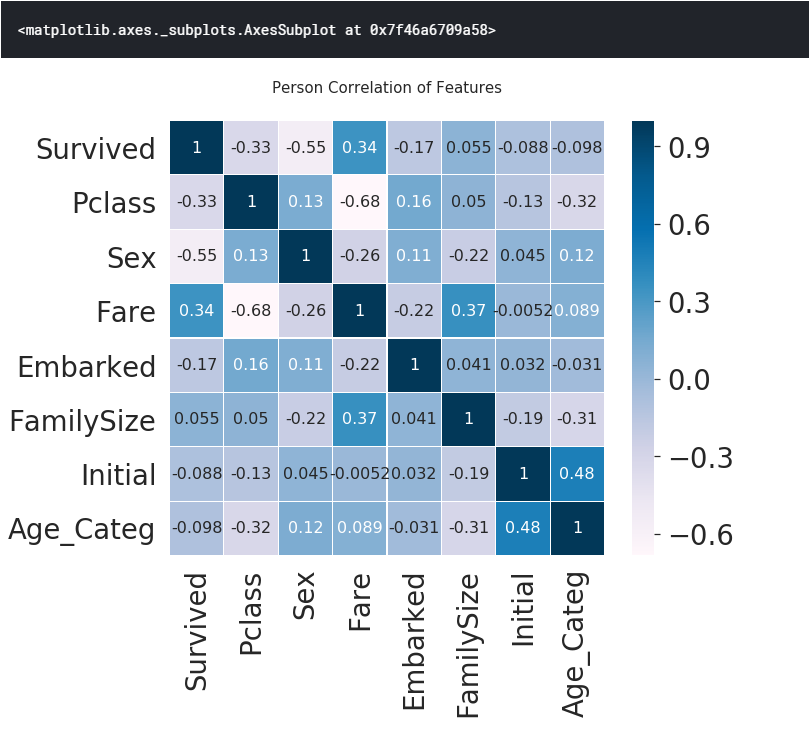 <matplotlib.axes._subplots.AxesSubplot at 0x7f46a6709a58>
Person Correlation of Features
Survived 1 -0.33 -0.55 0.34 -0.17 0.055 -0.088 -0.098
Pclass -0.33 1 0.13 -0.68 0.16 0.05 -0.13 -0.32
Sex -0.55 0.13 1 -0.26 0.11 -0.22 0.045 0.12
Fare 0.34 -0.68 -0.26 1 -0.22 0.37 -0.0052 0.089
Embarked -0.17 0.16 0.11 -0.22 1 0.041 0.032 -0.031
FamilySize 0.055 0.05 -0.22 0.37 0.041 1 -0.19 -0.31
Initial -0.088 -0.13 0.045 -0.0052 0.032 -0.19 1 0.48
Age_Categ -0.098 -0.32 0.12 0.089 -0.031 -0.31 0.48 1
Survived Pclass Sex Fare Embarked FamilySize Initial Age_Categ
0.9
0.6
0.3
0.0
−0.3
−0.6